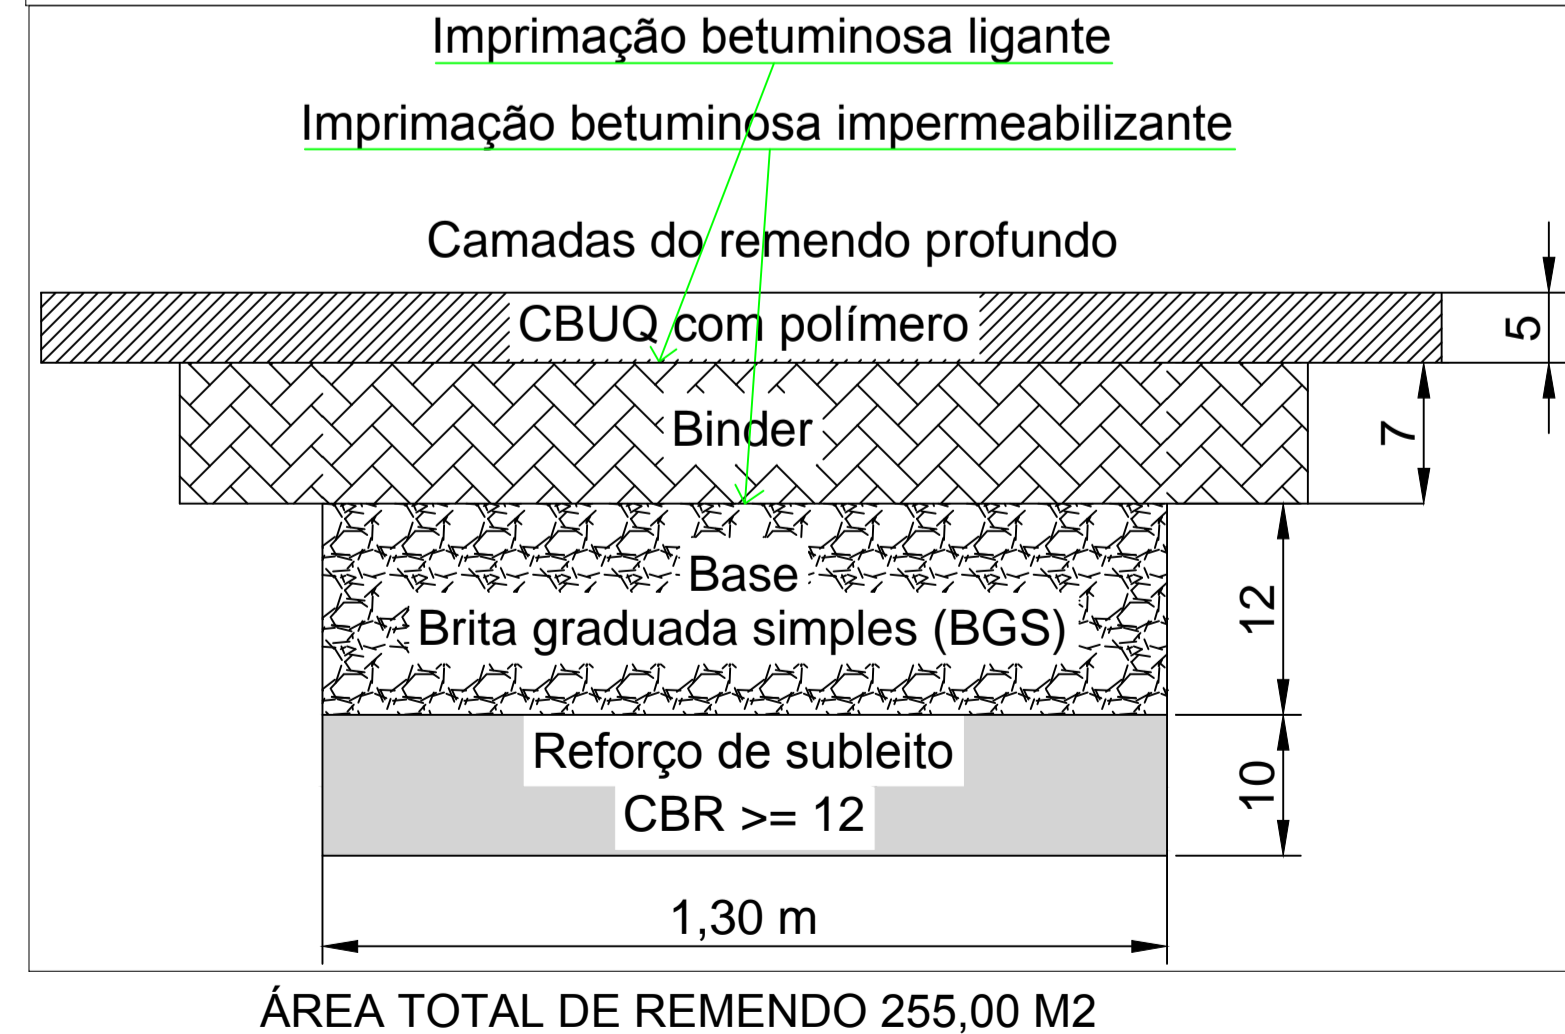 Imprimação betuminosa ligante
Imprimação betuminosa impermeabilizante
Camadas do remendo profundo
CBUQ com polímero
5
Binder
7
Base
Brita graduada simples (BGS)
12
Reforço de subleito
CBR >= 12
10
1,30 m
ÁREA TOTAL DE REMENDO 255,00 M2